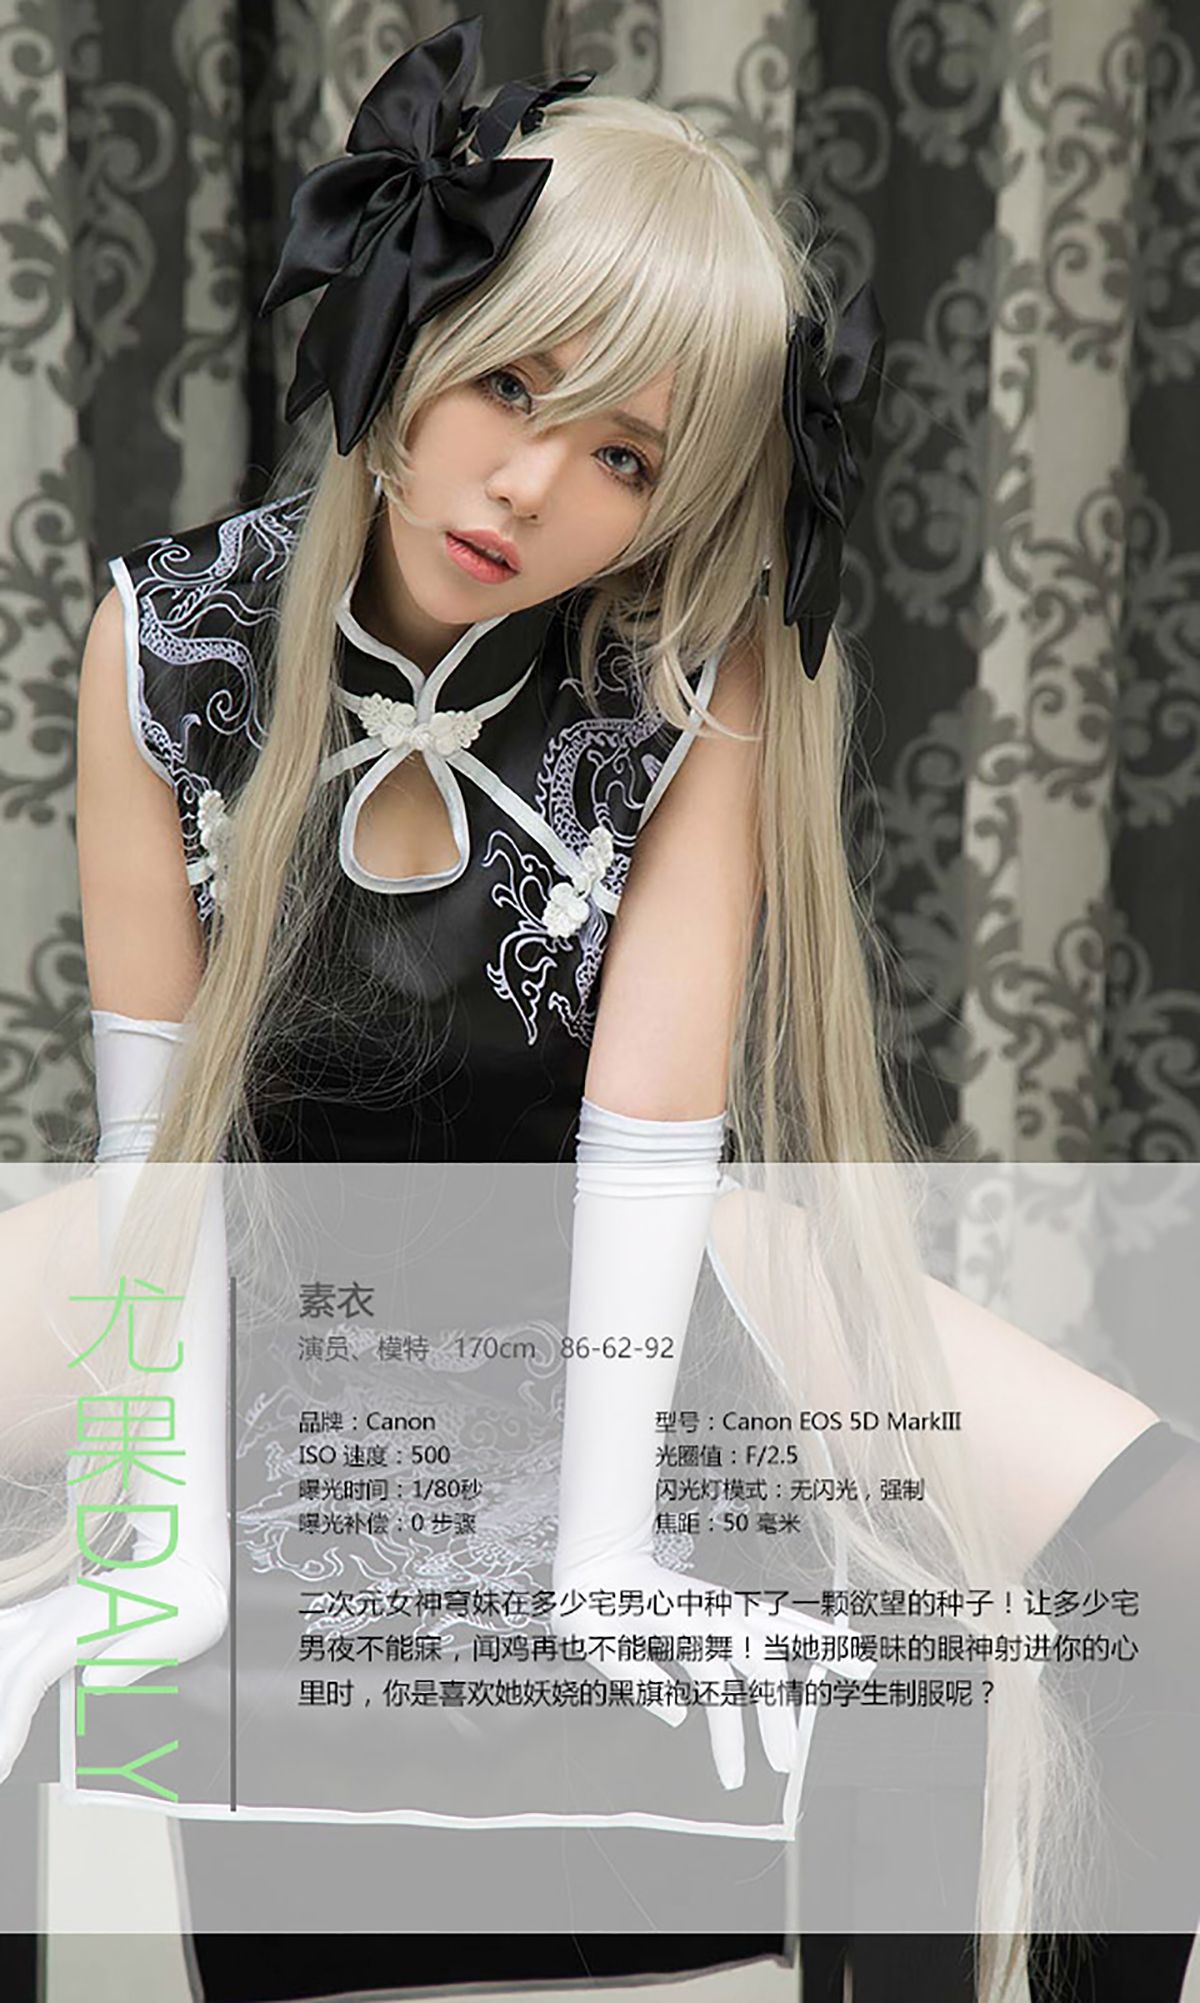 尤果DAILY
素衣
演员、模特 170cm 86-62-92
品牌：Canon 型号：Canon EOS 5D MarkIII
ISO 速度：500 光圈值：F/2.5
曝光时间：1/80秒 闪光灯模式：无闪光，强制
曝光补偿：0 步骤 焦距：50 毫米
二次元女神穹妹在多少宅男心中种下了一颗欲望的种子！让多少宅
男夜不能寐，闻鸡再也不能翩翩舞！当她那暧昧的眼神射进你的心
里时，你是喜欢她妖娆的黑旗袍还是纯情的学生制服呢？